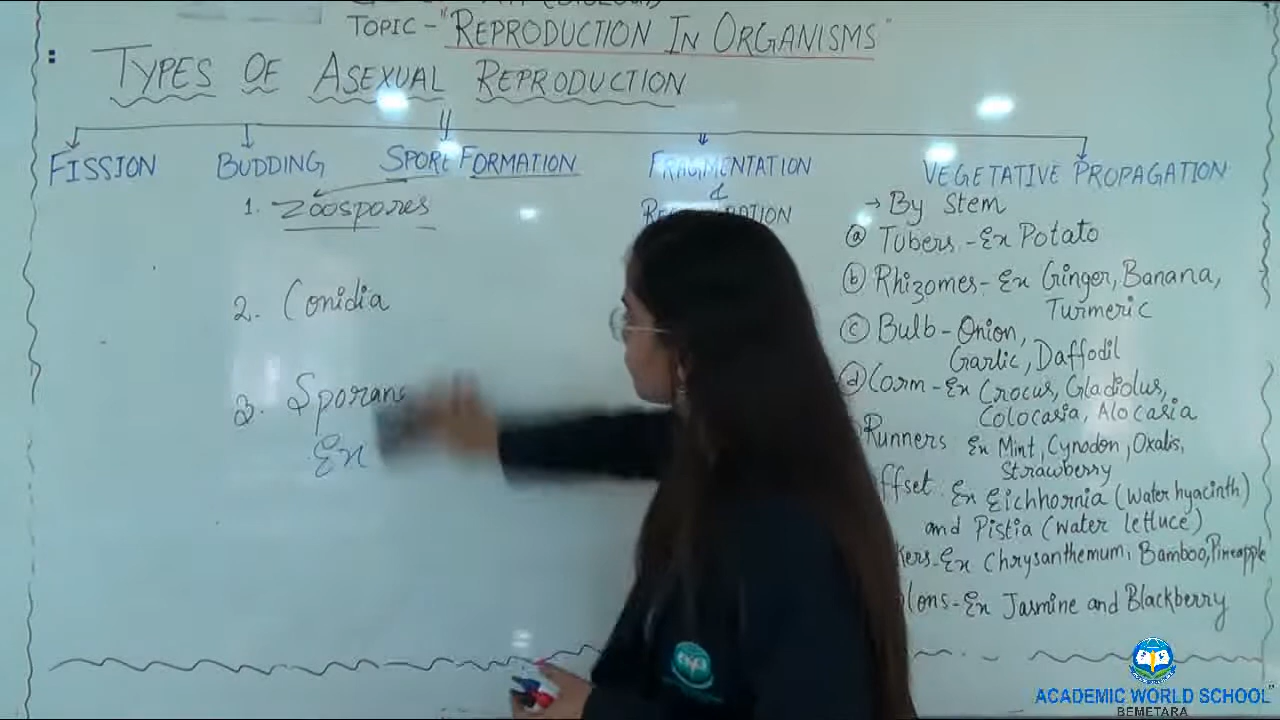 TOPIC - "REPRODUCTION IN ORGANISMS"
TYPES OF ASEXUAL REPRODUCTION
FISSION
BUDDING
SPORE FORMATION
1. Zoospores
2. Conidia
3. Sporang
Ex
FRAGMENTATION
&
VEGETATIVE PROPAGATION
→ By Stem
(a) Tubers - Ex Potato
(b) Rhizomes - Ex Ginger, Banana,
Turmeric
(c) Bulb - Onion,
Garlic, Daffodil
(d) Corm - Ex Crocus, Gladiolus,
Colocasia, Alocasia
Runners Ex Mint, Cynodon, Oxalis,
Strawberry
ffset Ex Eichhornia (water hyacinth)
and Pistia (water lettuce)
kers - Ex Chrysanthemum, Bamboo, Pineapple
lons - Ex Jasmine and Blackberry
ACADEMIC WORLD SCHOOL"
BEMETARA